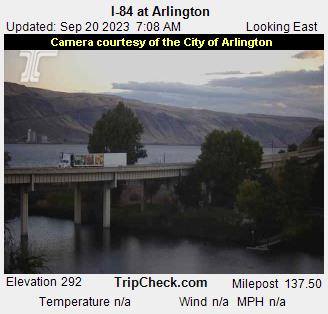 I-84 at Arlington
Updated: Sep 20 2023 7:08 AM Looking East
Camera courtesy of the City of Arlington
Elevation 292 TripCheck.com Milepost 137.50
Temperature n/a Wind n/a MPH n/a